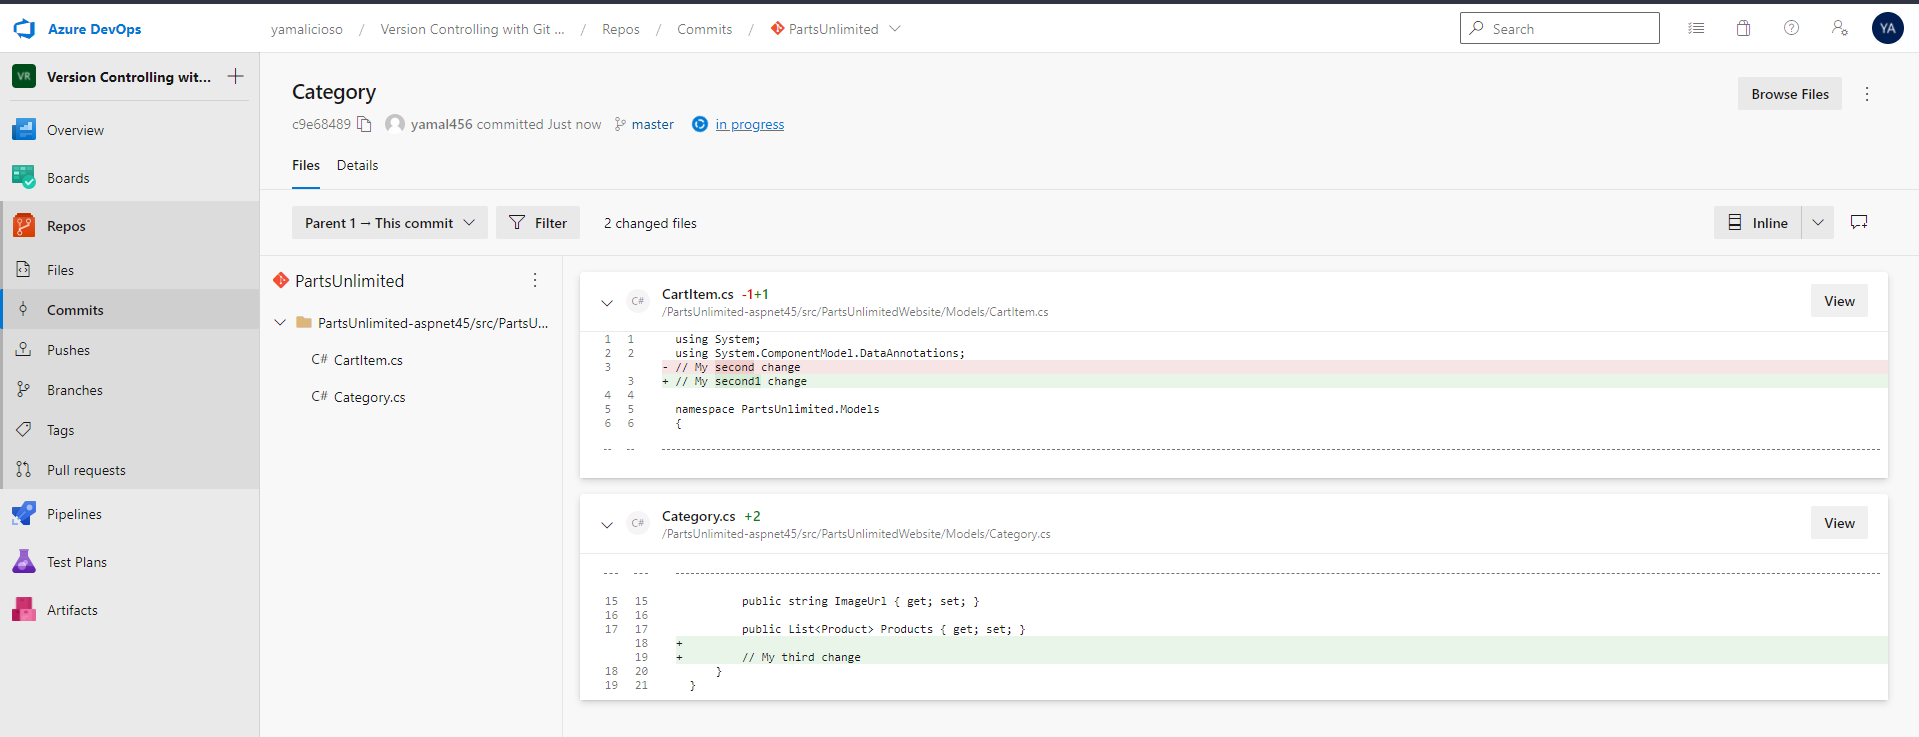 Azure DevOps
yamalicioso / Version Controlling with Git ... / Repos / Commits / PartsUnlimited
Search
YA
VR Version Controlling wit...
Overview
Boards
Repos
Files
Commits
Pushes
Branches
Tags
Pull requests
Pipelines
Test Plans
Artifacts
Category
Browse Files
c9e68489 yamal456 committed Just now master in progress
Files Details
Parent 1 → This commit Filter 2 changed files Inline
PartsUnlimited
PartsUnlimited-aspnet45/src/PartsU...
C# CartItem.cs
C# Category.cs
C# CartItem.cs -1+1
/PartsUnlimited-aspnet45/src/PartsUnlimitedWebsite/Models/CartItem.cs
View
1 1 using System;
2 2 using System.ComponentModel.DataAnnotations;
3 - // My second change
3 + // My second1 change
4 4
5 5 namespace PartsUnlimited.Models
6 6 {
-- --
C# Category.cs +2
/PartsUnlimited-aspnet45/src/PartsUnlimitedWebsite/Models/Category.cs
View
--- ---
15 15 public string ImageUrl { get; set; }
16 16
17 17 public List<Product> Products { get; set; }
18 +
19 + // My third change
18 20 }
19 21 }